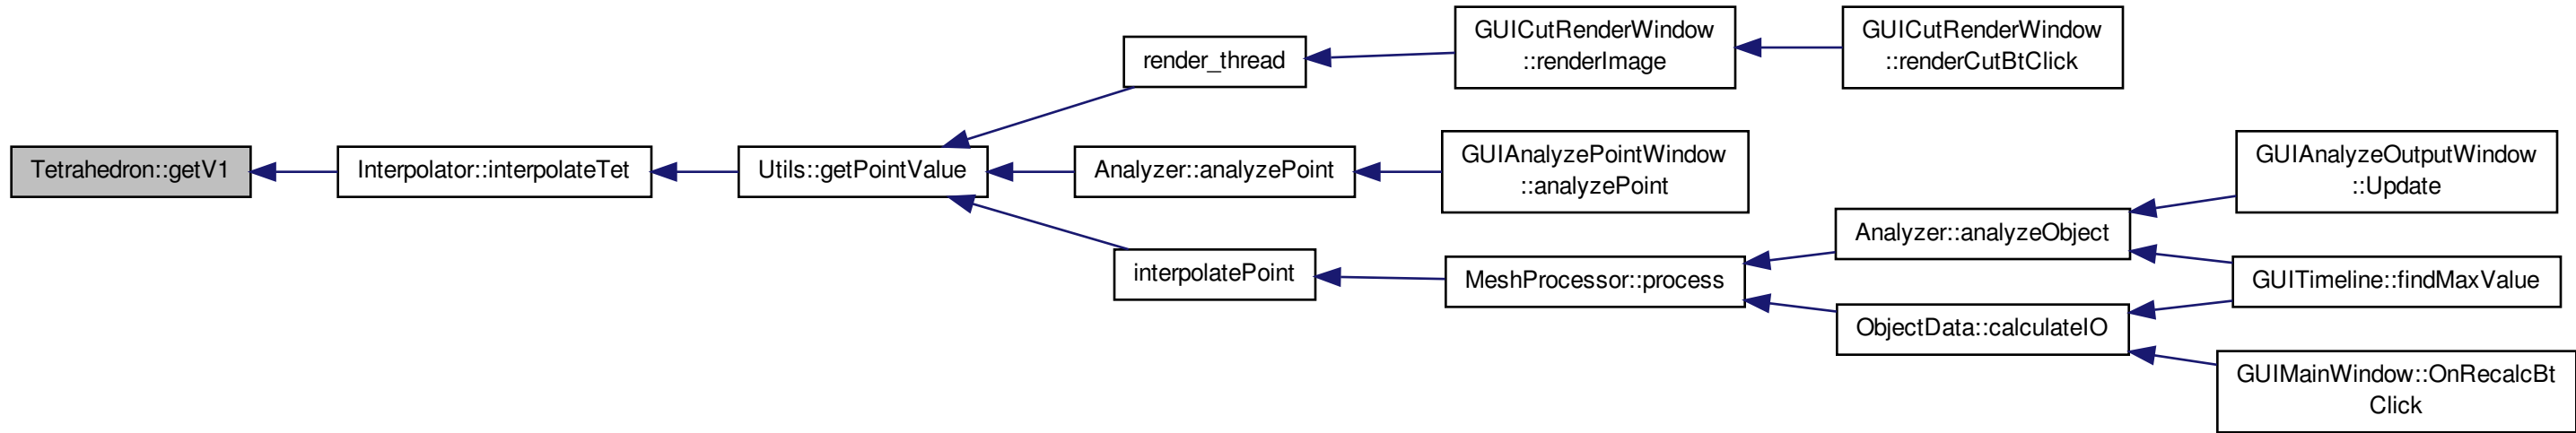 Tetrahedron::getV1
Interpolator::interpolateTet
Utils::getPointValue
render_thread
GUICutRenderWindow
::renderImage
GUICutRenderWindow
::renderCutBtClick
Analyzer::analyzePoint
GUIAnalyzePointWindow
::analyzePoint
interpolatePoint
MeshProcessor::process
Analyzer::analyzeObject
GUIAnalyzeOutputWindow
::Update
GUITimeline::findMaxValue
ObjectData::calculateIO
GUIMainWindow::OnRecalcBt
Click